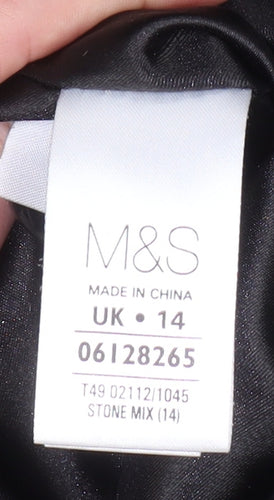 M&S
MADE IN CHINA
UK • 14
06128265
T49 02112/1045
STONE MIX (14)